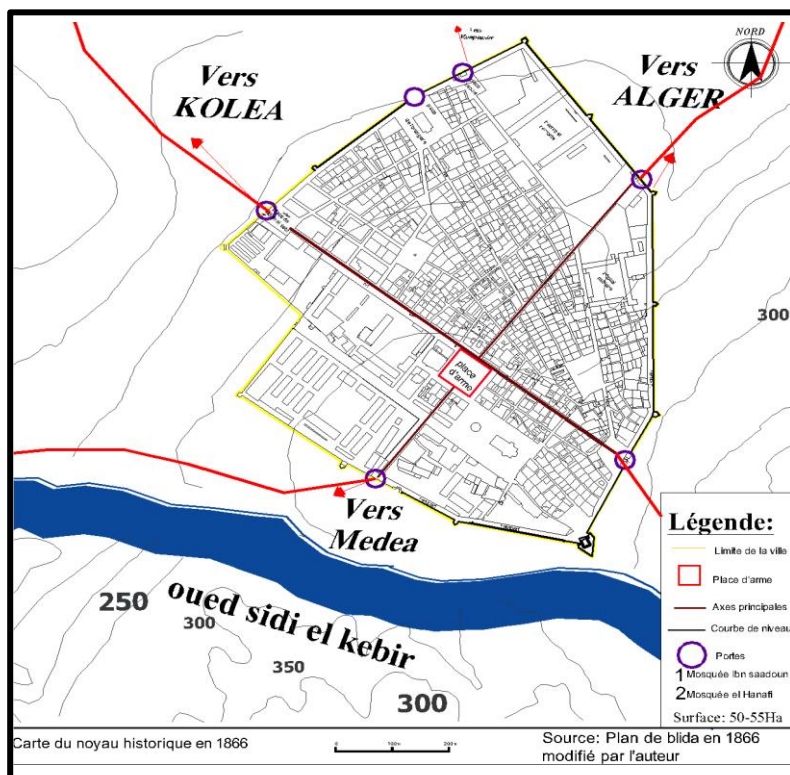 NORD
Vers
KOLEA
Vers
ALGER
place
d'arme
300
Vers
Medea
oued sidi el kebir
250
300
350
300
Légende:
Limite de la ville
Place d'arme
Axes principales
Courbe de niveau
Portes
1 Mosquée Ibn saadoun
2 Mosquée el Hanafi
Surface: 50-55Ha
Carte du noyau historique en 1866
0 100m 200m
Source: Plan de blida en 1866
modifié par l'auteur